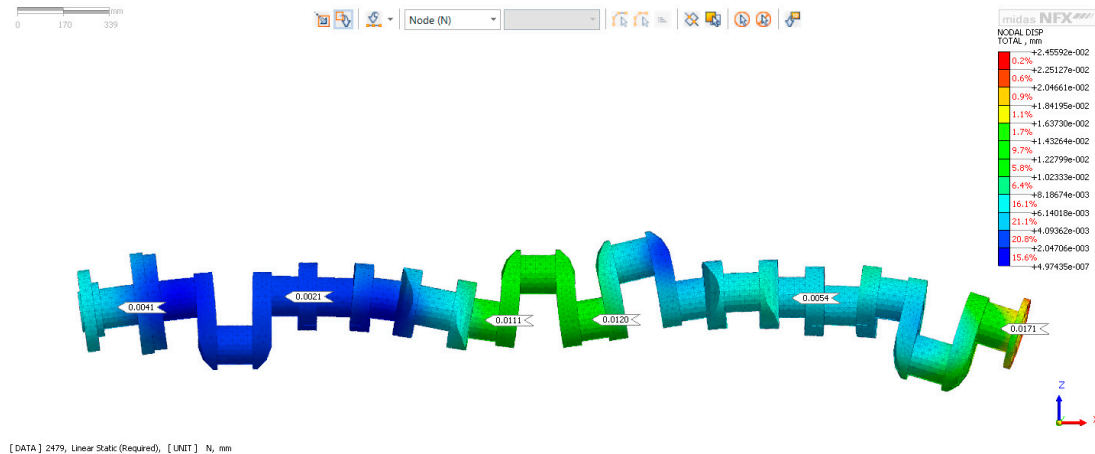 mm
0 170 339
Node (N)
midas NFX
NODAL DISP
TOTAL , mm
+2.45592e-002
0.2%
+2.25127e-002
0.6%
+2.04661e-002
0.9%
+1.84195e-002
1.1%
+1.63730e-002
1.7%
+1.43264e-002
9.7%
+1.22799e-002
5.8%
+1.02333e-002
6.4%
+8.18674e-003
16.1%
+6.14018e-003
21.1%
+4.09362e-003
20.8%
+2.04706e-003
15.6%
+4.97435e-007
0.0041
0.0021
0.0111
0.0120
0.0054
0.0171
Z
X
[ DATA ] 2479, Linear Static (Required), [ UNIT ] N, mm